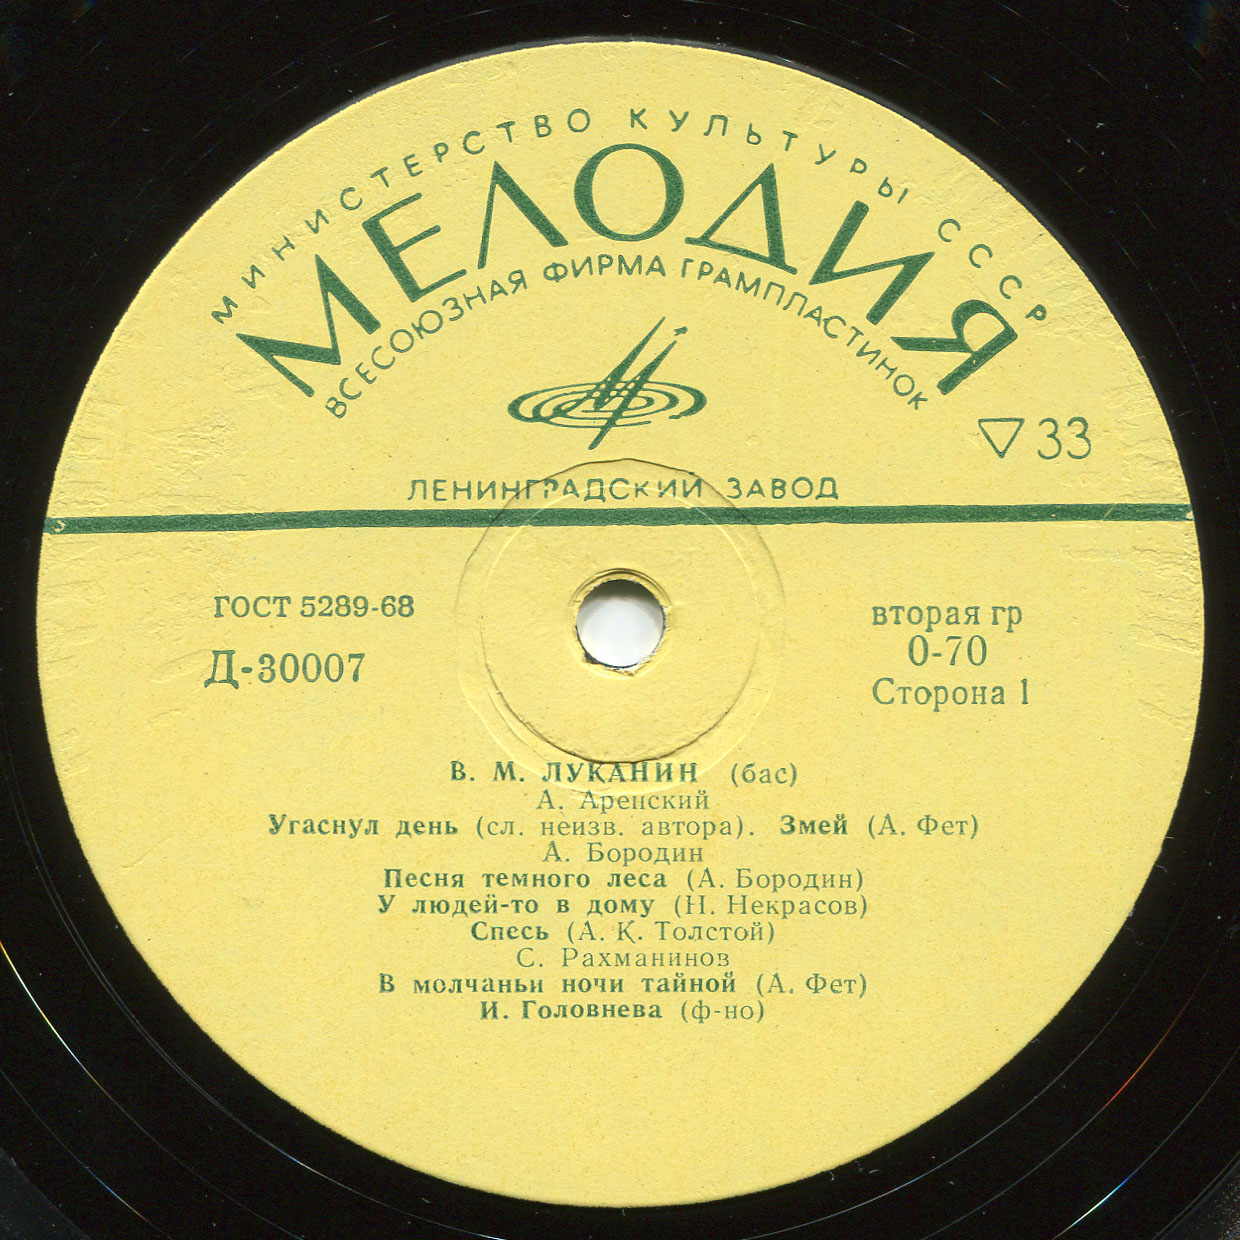 МИНИСТЕРСТВО КУЛЬТУРЫ СССР
МЕЛОДИЯ
ВСЕСОЮЗНАЯ ФИРМА ГРАМПЛАСТИНОК
33
ЛЕНИНГРАДСКИЙ ЗАВОД
ГОСТ 5289-68
Д-30007
вторая гр
0-70
Сторона 1
В. М. ЛУКАНИН (бас)
А. Аренский
Угаснул день (сл. неизв. автора). Змей (А. Фет)
А. Бородин
Песня темного леса (А. Бородин)
У людей-то в дому (Н. Некрасов)
Спесь (А. К. Толстой)
С. Рахманинов
В молчаньи ночи тайной (А. Фет)
И. Головнева (ф-но)